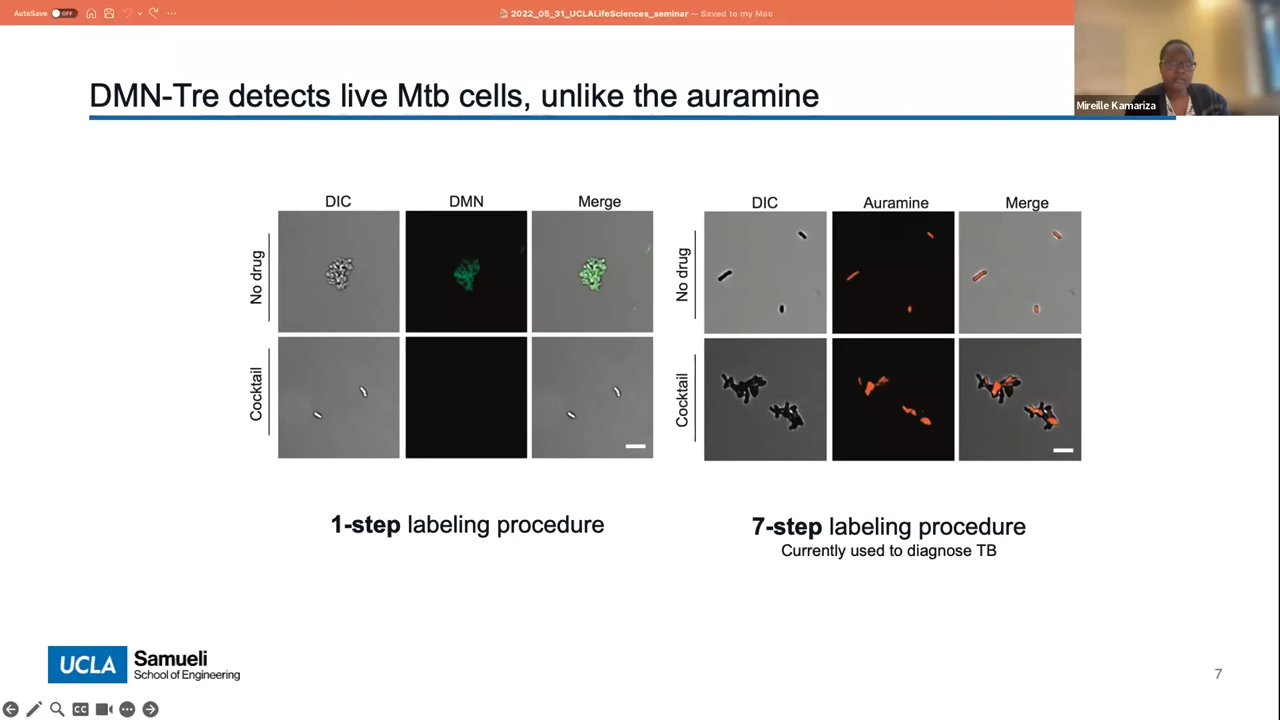 AutoSave OFF
2022_05_31_UCLALifeSciences_seminar — Saved to my Mac
Mireille Kamariza
DMN-Tre detects live Mtb cells, unlike the auramine
DIC DMN Merge
No drug
Cocktail
1-step labeling procedure
DIC Auramine Merge
No drug
Cocktail
7-step labeling procedure
Currently used to diagnose TB
UCLA Samueli
School of Engineering
7
CC